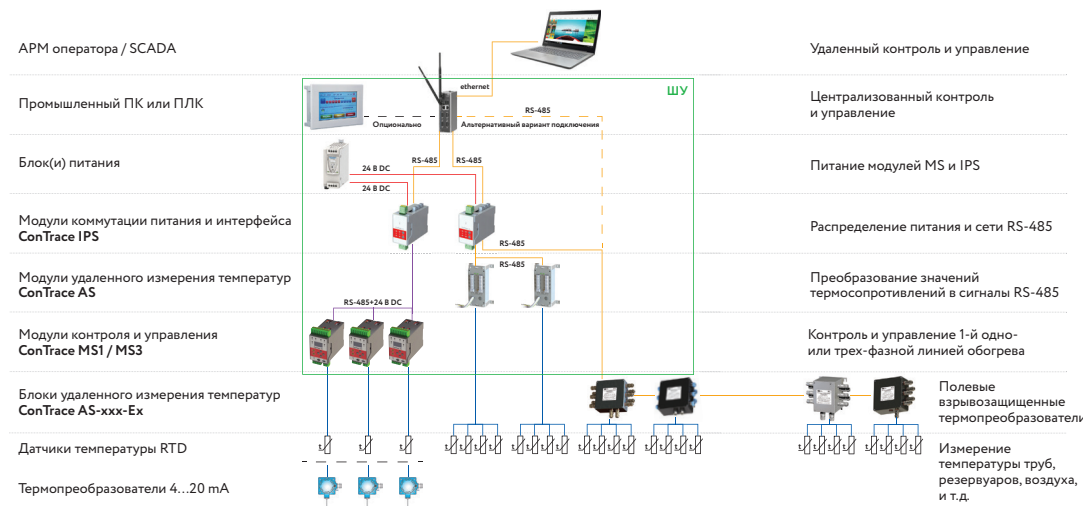 АРМ оператора / SCADA
Удаленный контроль и управление
ethernet
ШУ
Промышленный ПК или ПЛК
RS-485
Централизованный контроль
и управление
Опционально
Альтернативный вариант подключения
Блок(и) питания
RS-485
RS-485
24 В DC
24 В DC
Питание модулей MS и IPS
Модули коммутации питания и интерфейса
ConTrace IPS
Распределение питания и сети RS-485
RS-485
RS-485
Модули удаленного измерения температур
ConTrace AS
Преобразование значений
термосопротивлений в сигналы RS-485
RS-485+24 В DC
Модули контроля и управления
ConTrace MS1 / MS3
Контроль и управление 1-й одно-
или трех-фазной линией обогрева
Блоки удаленного измерения температур
ConTrace AS-xxx-Ex
Полевые
взрывозащищенные
термопреобразователи
Датчики температуры RTD
Измерение
температуры труб,
резервуаров, воздуха,
и т.д.
Термопреобразователи 4...20 mA